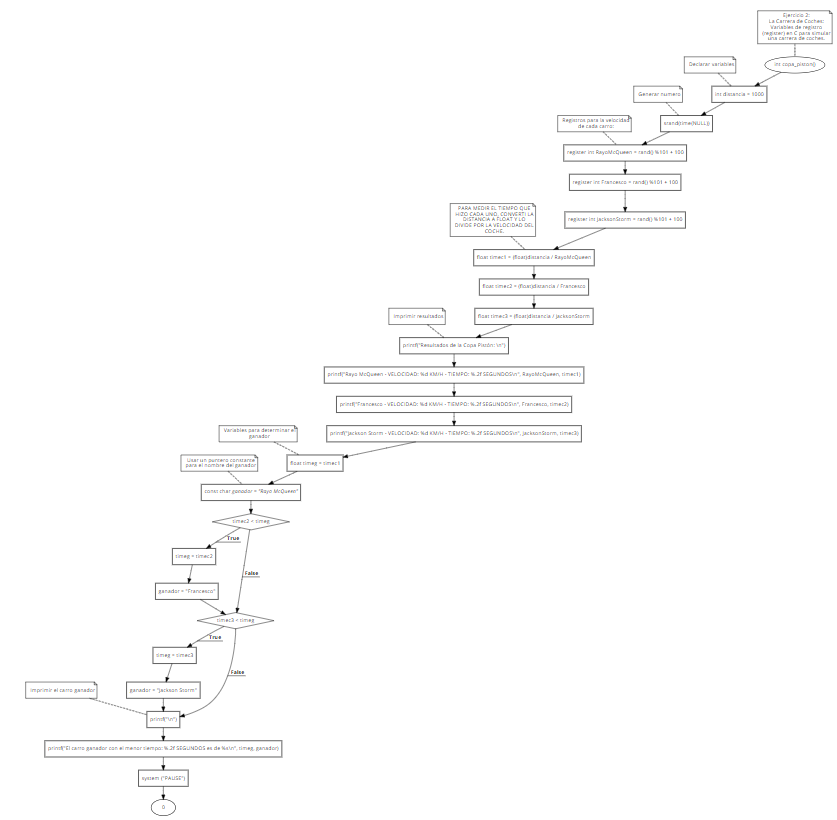 Ejercicio 2:
La Carrera de Coches:
Variables de registro
(register) en C para simular
una carrera de coches.
int copa_piston()
Declarar variables
int distancia = 1000
Generar numero
srand(time(NULL))
Registros para la velocidad
de cada carro:
register int RayoMcQueen = rand() %101 + 100
register int Francesco = rand() %101 + 100
register int JacksonStorm = rand() %101 + 100
PARA MEDIR EL TIEMPO QUE
HIZO CADA UNO, CONVERTI LA
DISTANCIA A FLOAT Y LO
DIVIDE POR LA VELOCIDAD DEL
COCHE.
float timec1 = (float)distancia / RayoMcQueen
float timec2 = (float)distancia / Francesco
float timec3 = (float)distancia / JacksonStorm
Imprimir resultados
printf("Resultados de la Copa Pistón: \n")
printf("Rayo McQueen - VELOCIDAD: %d KM/H - TIEMPO: %.2f SEGUNDOS\n", RayoMcQueen, timec1)
printf("Francesco - VELOCIDAD: %d KM/H - TIEMPO: %.2f SEGUNDOS\n", Francesco, timec2)
printf("Jackson Storm - VELOCIDAD: %d KM/H - TIEMPO: %.2f SEGUNDOS\n", JacksonStorm, timec3)
Variables para determinar el
ganador
float timeg = timec1
Usar un puntero constante
para el nombre del ganador
const char ganador = "Rayo McQueen"
timec2 < timeg
True
timeg = timec2
False
ganador = "Francesco"
timec3 < timeg
True
timeg = timec3
False
ganador = "Jackson Storm"
Imprimir el carro ganador
printf("\n")
printf("El carro ganador con el menor tiempo: %.2f SEGUNDOS es de %s\n", timeg, ganador)
system ("PAUSE")
0